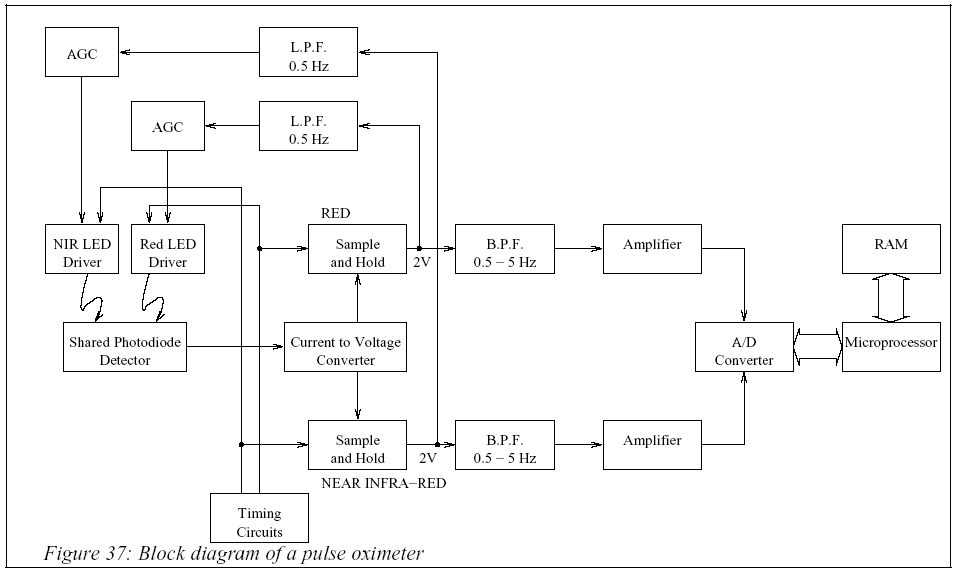 AGC
L.P.F.
0.5 Hz
AGC
L.P.F.
0.5 Hz
RED
NIR LED
Driver
Red LED
Driver
Sample
and Hold
2V
B.P.F.
0.5 − 5 Hz
Amplifier
RAM
Shared Photodiode
Detector
Current to Voltage
Converter
A/D
Converter
Microprocessor
Sample
and Hold
2V
B.P.F.
0.5 − 5 Hz
Amplifier
NEAR INFRA−RED
Timing
Circuits
Figure 37: Block diagram of a pulse oximeter